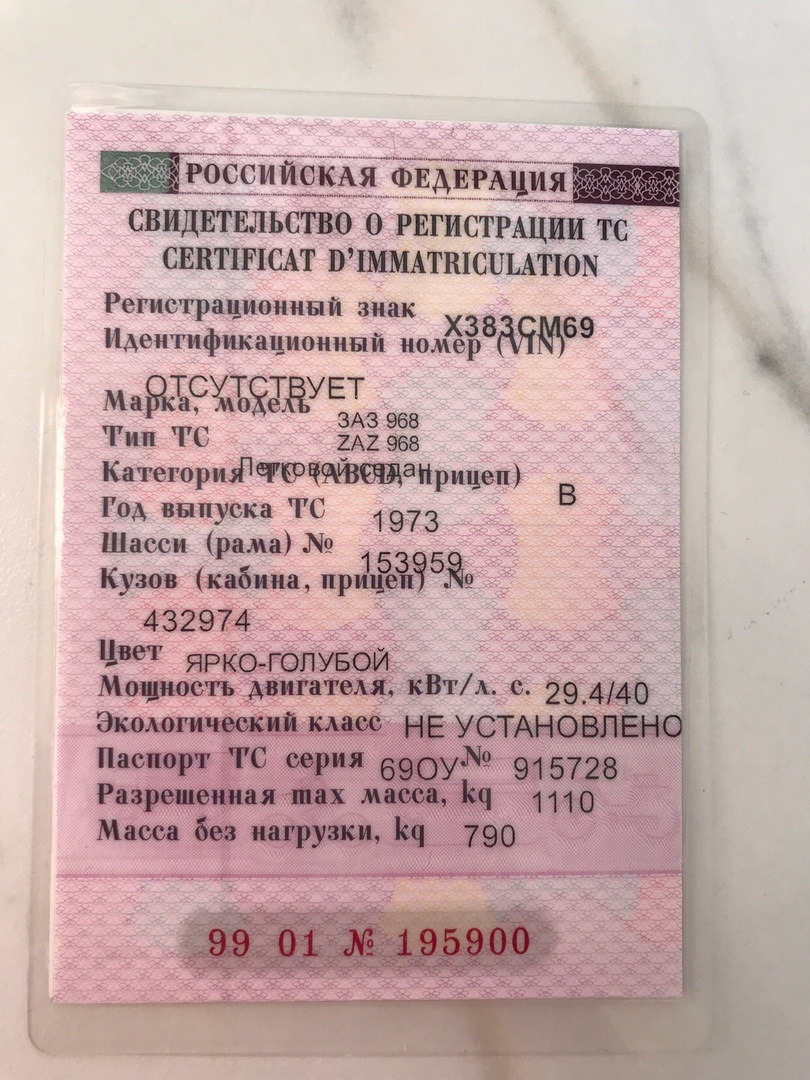 РОССИЙСКАЯ ФЕДЕРАЦИЯ
СВИДЕТЕЛЬСТВО О РЕГИСТРАЦИИ ТС
CERTIFICAT D'IMMATRICULATION
Регистрационный знак Х383СМ69
Идентификационный номер (VIN)
ОТСУТСТВУЕТ
Марка, модель ЗАЗ 968
ZAZ 968
Тип ТС Легковой седан
Категория ТС (ABCD, прицеп) B
Год выпуска ТС 1973
Шасси (рама) № 153959
Кузов (кабина, прицеп) №
432974
Цвет ЯРКО-ГОЛУБОЙ
Мощность двигателя, кВт/л. с. 29.4/40
Экологический класс НЕ УСТАНОВЛЕНО
Паспорт ТС серия 69ОУ № 915728
Разрешенная max масса, kg 1110
Масса без нагрузки, kg 790
99 01 № 195900